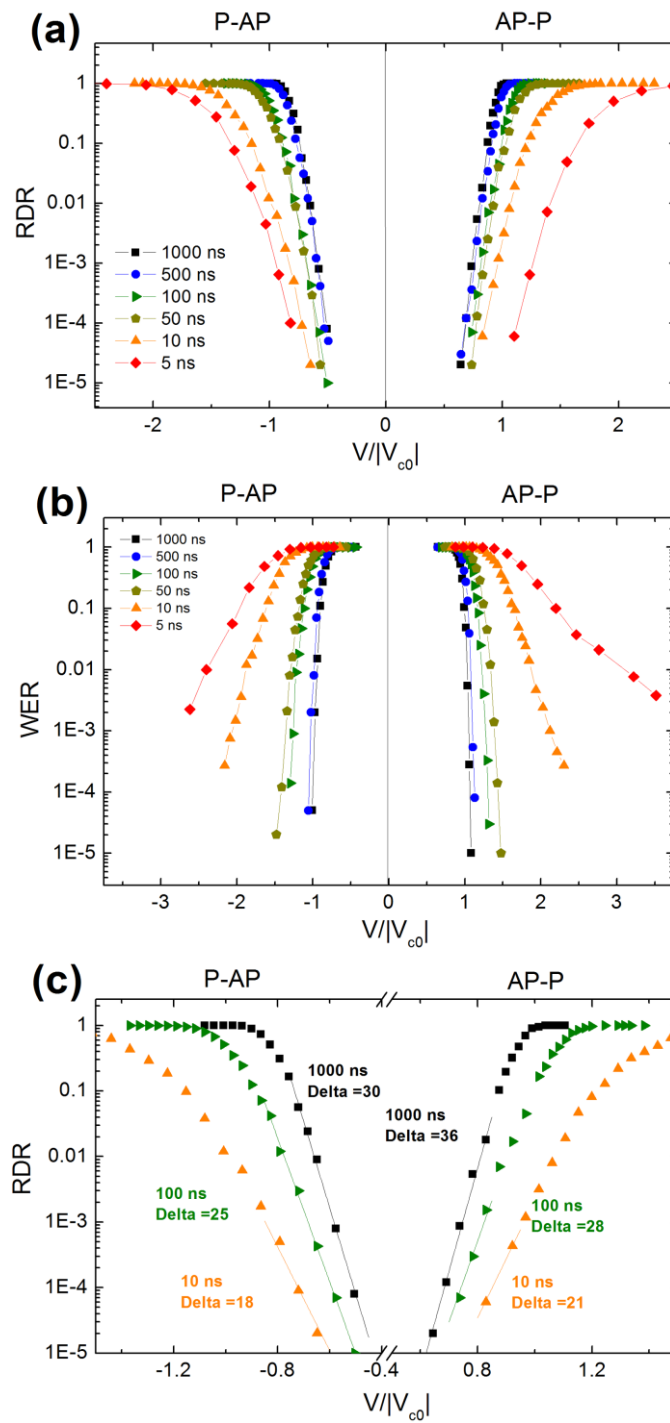 (a)
P-AP
AP-P
1
0.1
0.01
1E-3
1E-4
1E-5
RDR
1000 ns
500 ns
100 ns
50 ns
10 ns
5 ns
-2
-1
0
1
2
V/|Vc0|
(b)
P-AP
AP-P
1
0.1
0.01
1E-3
1E-4
1E-5
WER
1000 ns
500 ns
100 ns
50 ns
10 ns
5 ns
-3
-2
-1
0
1
2
3
V/|Vc0|
(c)
P-AP
AP-P
1
0.1
0.01
1E-3
1E-4
1E-5
RDR
1000 ns
Delta =30
1000 ns
Delta =36
100 ns
Delta =25
100 ns
Delta =28
10 ns
Delta =18
10 ns
Delta =21
-1.2
-0.8
-0.4
0.8
1.2
V/|Vc0|